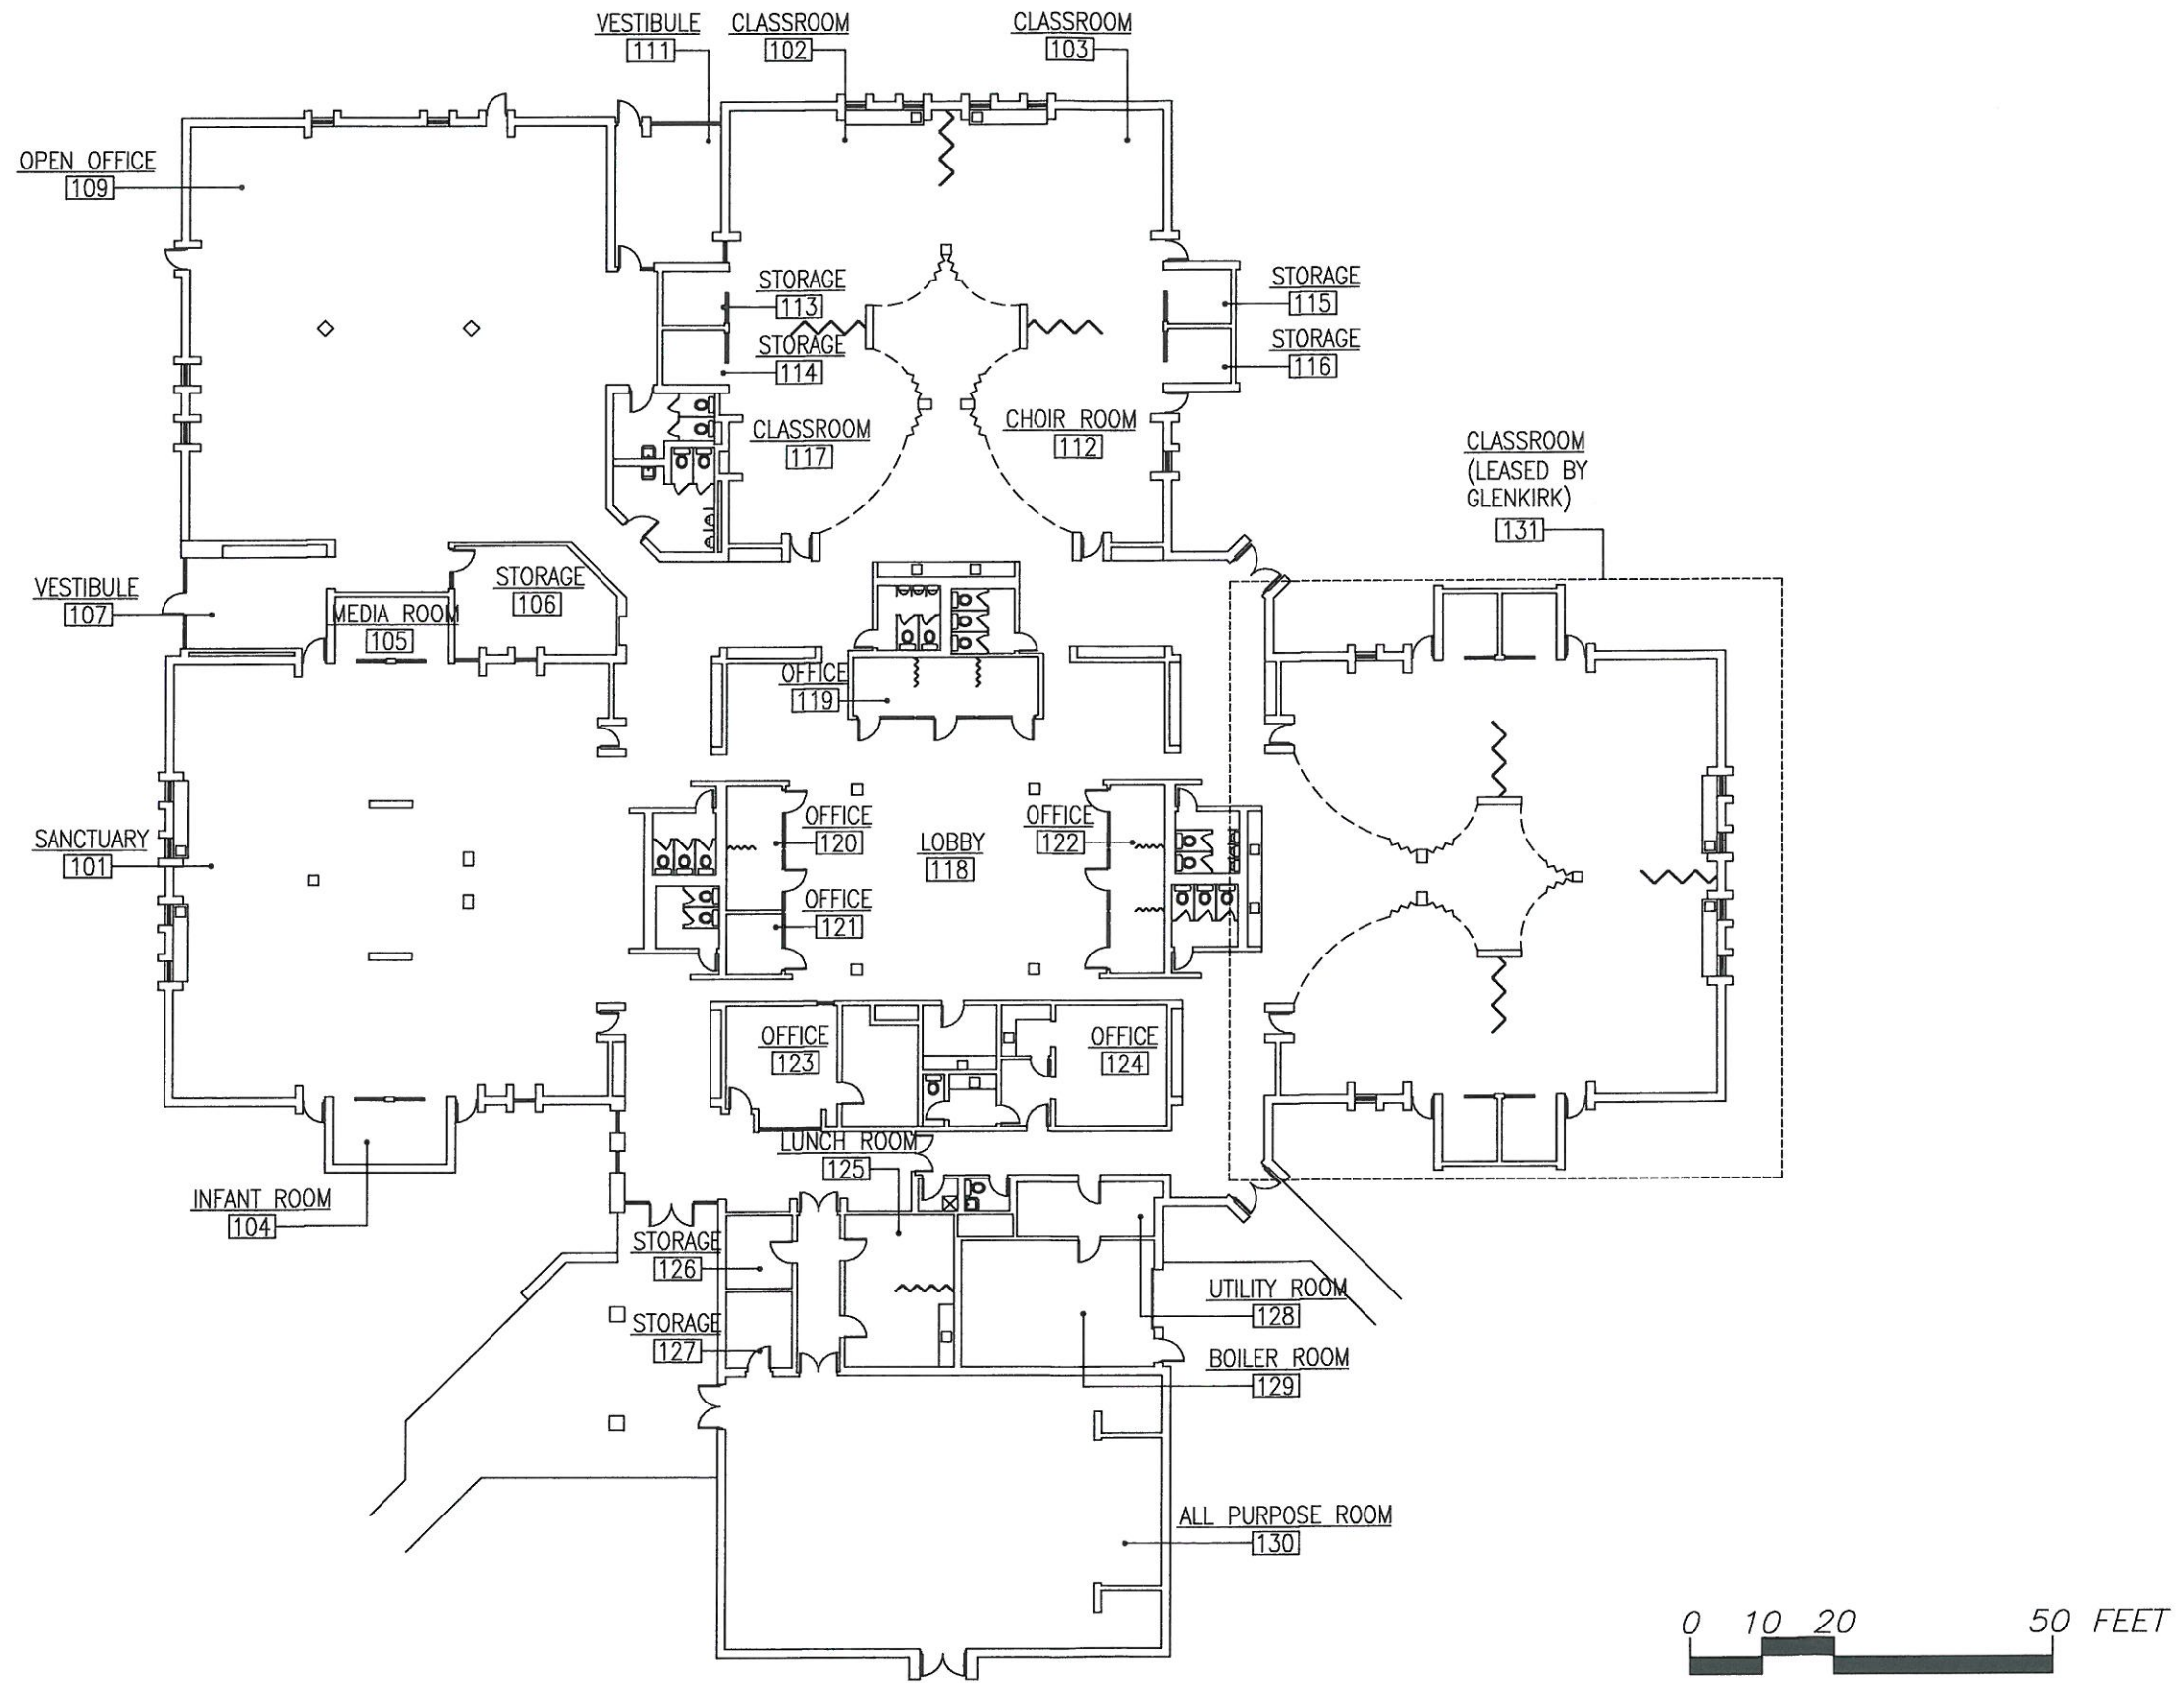 VESTIBULE
111
CLASSROOM
102
CLASSROOM
103
OPEN OFFICE
109
STORAGE
113
STORAGE
114
STORAGE
115
STORAGE
116
CLASSROOM
117
CHOIR ROOM
112
CLASSROOM
(LEASED BY
GLENKIRK)
131
VESTIBULE
107
MEDIA ROOM
105
STORAGE
106
OFFICE
119
SANCTUARY
101
OFFICE
120
OFFICE
121
LOBBY
118
OFFICE
122
OFFICE
123
OFFICE
124
LUNCH ROOM
125
INFANT ROOM
104
STORAGE
126
STORAGE
127
UTILITY ROOM
128
BOILER ROOM
129
ALL PURPOSE ROOM
130
0 10 20 50 FEET